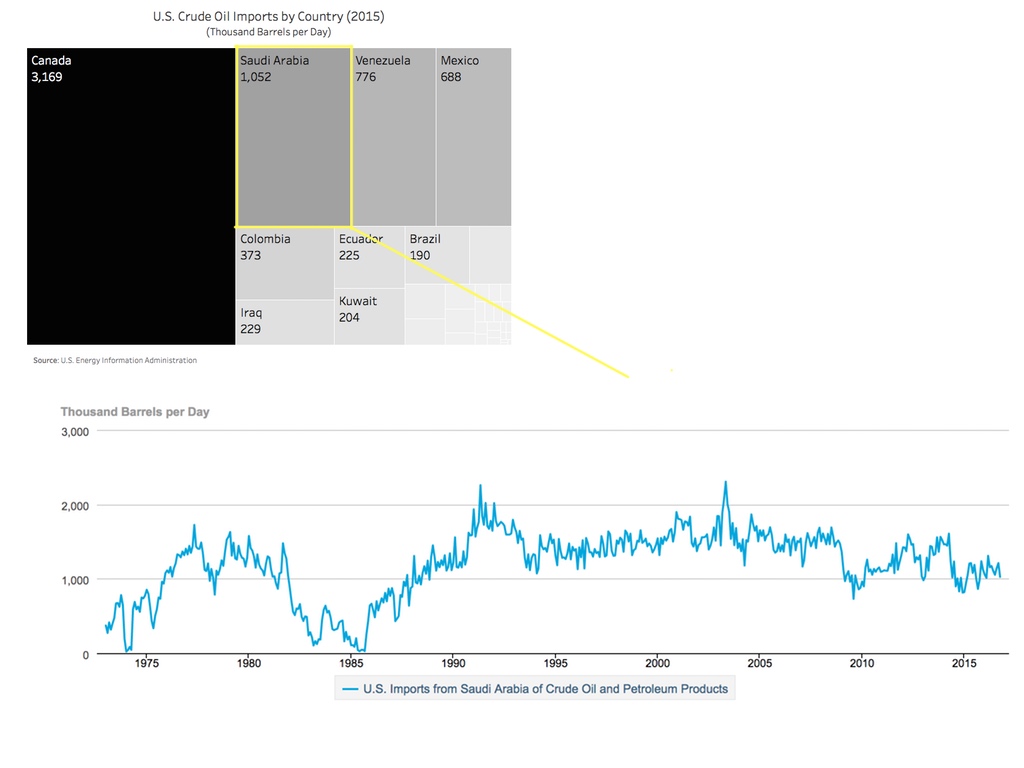 U.S. Crude Oil Imports by Country (2015)
(Thousand Barrels per Day)
Canada
3,169
Saudi Arabia
1,052
Venezuela
776
Mexico
688
Colombia
373
Ecuador
225
Brazil
190
Iraq
229
Kuwait
204
Source: U.S. Energy Information Administration
Thousand Barrels per Day
3,000
2,000
1,000
0
1975 1980 1985 1990 1995 2000 2005 2010 2015
U.S. Imports from Saudi Arabia of Crude Oil and Petroleum Products